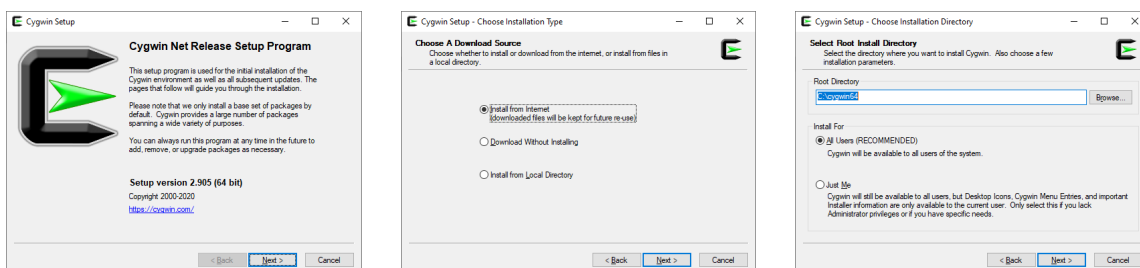 Cygwin Setup
Cygwin Net Release Setup Program
This setup program is used for the initial installation of the
Cygwin environment as well as all subsequent updates. The
pages that follow will guide you through the installation.
Please note that we only install a base set of packages by
default. Cygwin provides a large number of packages
spanning a wide variety of purposes.
You can always run this program at any time in the future to
add, remove, or upgrade packages as necessary.
Setup version 2.905 (64 bit)
Copyright 2000-2020
https://cygwin.com/
< Back
Next >
Cancel
Cygwin Setup - Choose Installation Type
Choose A Download Source
Choose whether to install or download from the internet, or install from files in
a local directory.
Install from Internet
(downloaded files will be kept for future re-use)
Download Without Installing
Install from Local Directory
< Back
Next >
Cancel
Cygwin Setup - Choose Installation Directory
Select Root Install Directory
Select the directory where you want to install Cygwin. Also choose a few
installation parameters.
Root Directory
C:\cygwin64
Browse...
Install For
All Users (RECOMMENDED)
Cygwin will be available to all users of the system.
Just Me
Cygwin will still be available to all users, but Desktop Icons, Cygwin Menu Entries, and important
Installer information are only available to the current user. Only select this if you lack
Administrator privileges or if you have specific needs.
< Back
Next >
Cancel